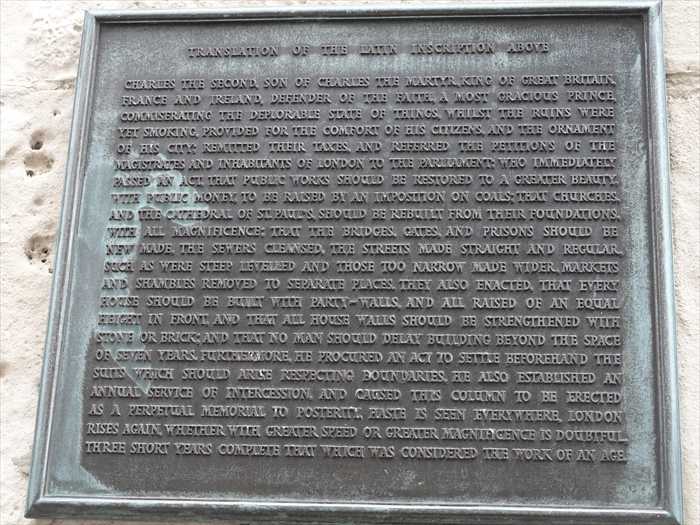 TRANSLATION OF THE LATIN INSCRIPTION ABOVE
CHARLES THE SECOND, SON OF CHARLES THE MARTYR, KING OF GREAT BRITAIN,
FRANCE AND IRELAND, DEFENDER OF THE FAITH, A MOST GRACIOUS PRINCE,
COMMISERATING THE DEPLORABLE STATE OF THINGS, WHILST THE RUINS WERE
YET SMOKING, PROVIDED FOR THE COMFORT OF HIS CITIZENS, AND THE ORNAMENT
OF HIS CITY: REMITTED THEIR TAXES, AND REFERRED THE PETITIONS OF THE
MAGISTRATES AND INHABITANTS OF LONDON TO THE PARLIAMENT: WHO IMMEDIATELY
PASSED AN ACT, THAT PUBLIC WORKS SHOULD BE RESTORED TO A GREATER BEAUTY,
WITH PUBLIC MONEY, TO BE RAISED BY AN IMPOSITION ON COALS; THAT CHURCHES,
AND THE CATHEDRAL OF ST. PAUL'S, SHOULD BE REBUILT FROM THEIR FOUNDATIONS,
WITH ALL MAGNIFICENCE; THAT THE BRIDGES, GATES, AND PRISONS SHOULD BE
NEW MADE, THE SEWERS CLEANSED, THE STREETS MADE STRAIGHT AND REGULAR,
SUCH AS WERE STEEP LEVELLED AND THOSE TOO NARROW MADE WIDER, MARKETS
AND SHAMBLES REMOVED TO SEPARATE PLACES. THEY ALSO ENACTED, THAT EVERY
HOUSE SHOULD BE BUILT WITH PARTY-WALLS, AND ALL RAISED OF AN EQUAL
HEIGHT IN FRONT, AND THAT ALL HOUSE WALLS SHOULD BE STRENGTHENED WITH
STONE OR BRICK; AND THAT NO MAN SHOULD DELAY BUILDING BEYOND THE SPACE
OF SEVEN YEARS. FURTHERMORE, HE PROCURED AN ACT TO SETTLE BEFOREHAND THE
SUITS WHICH SHOULD ARISE RESPECTING BOUNDARIES, HE ALSO ESTABLISHED AN
ANNUAL SERVICE OF INTERCESSION, AND CAUSED THIS COLUMN TO BE ERECTED
AS A PERPETUAL MEMORIAL TO POSTERITY. HASTE IS SEEN EVERYWHERE, LONDON
RISES AGAIN, WHETHER WITH GREATER SPEED OR GREATER MAGNIFICENCE IS DOUBTFUL,
THREE SHORT YEARS COMPLETE THAT WHICH WAS CONSIDERED THE WORK OF AN AGE.